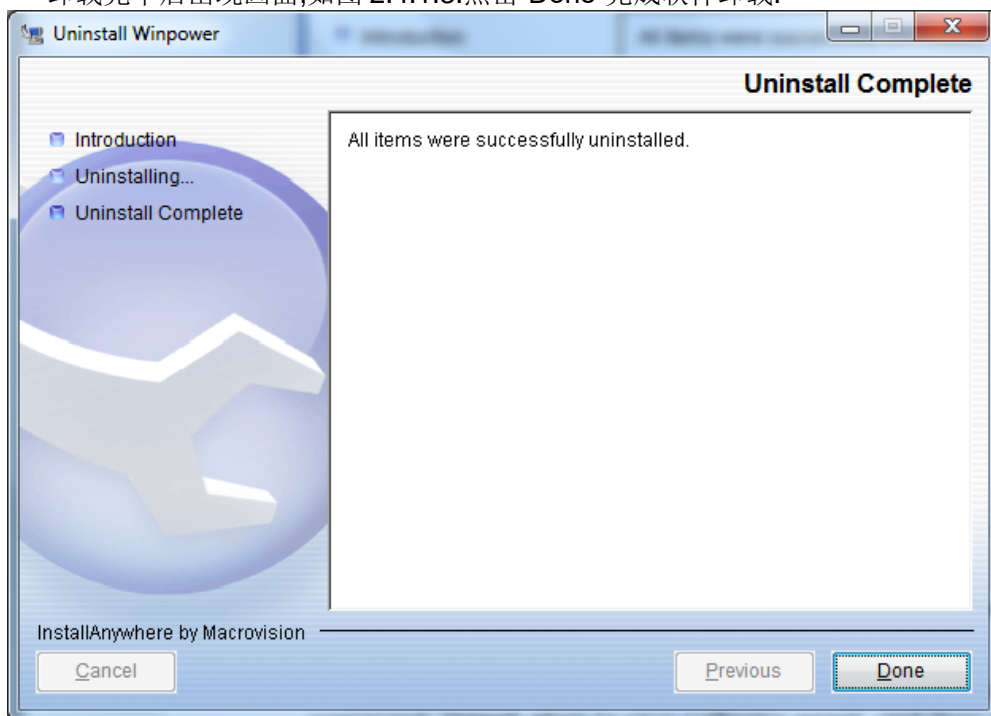 Uninstall Winpower
Uninstall Complete
Introduction
Uninstalling...
Uninstall Complete
All items were successfully uninstalled.
InstallAnywhere by Macrovision
Cancel
Previous
Done